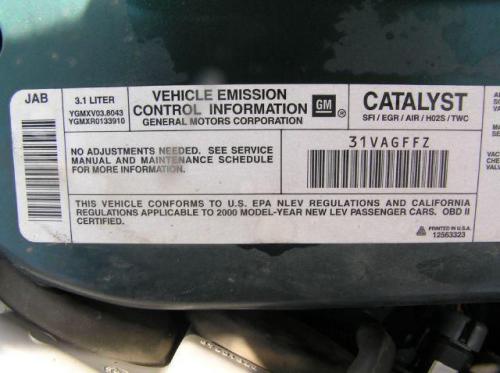 JAB
3.1 LITER
YGMXV03.8043
YGMXR0133910
VEHICLE EMISSION
CONTROL INFORMATION
GENERAL MOTORS CORPORATION
GM ®
CATALYST
SFI / EGR / AIR / HO2S / TWC
NO ADJUSTMENTS NEEDED. SEE SERVICE
MANUAL AND MAINTENANCE SCHEDULE
FOR MORE INFORMATION.
31VAGFFZ
THIS VEHICLE CONFORMS TO U.S. EPA NLEV REGULATIONS AND CALIFORNIA
REGULATIONS APPLICABLE TO 2000 MODEL-YEAR NEW LEV PASSENGER CARS. OBD II
CERTIFIED.
PRINTED IN U.S.A.
12563323
VAC
CHE
VALV